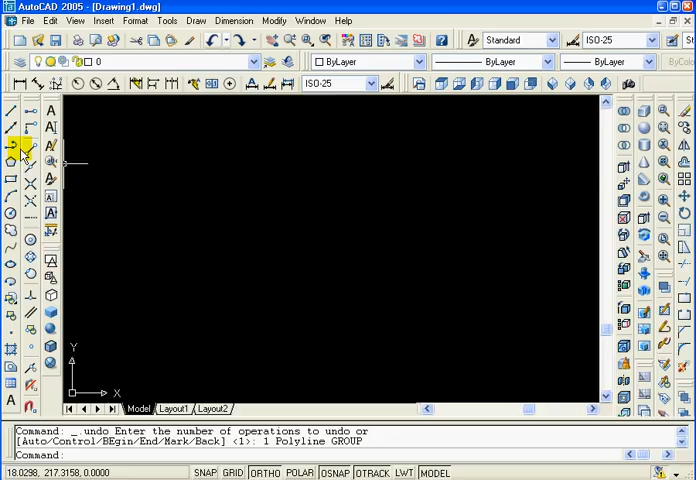 AutoCAD 2005 - [Drawing1.dwg]
File Edit View Insert Format Tools Draw Dimension Modify Window Help
Standard ISO-25
0 ByLayer ByLayer ByLayer
ISO-25
Y
X
Model Layout1 Layout2
Command: _.undo Enter the number of operations to undo or
[Auto/Control/BEgin/End/Mark/Back] <1>: 1 Polyline GROUP
Command:
18.0298, 217.3158, 0.0000 SNAP GRID ORTHO POLAR OSNAP OTRACK LWT MODEL